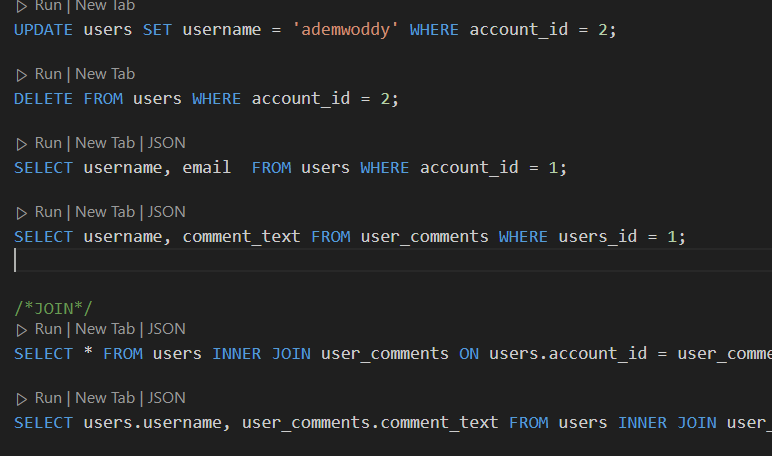 Run | New Tab
UPDATE users SET username = 'ademwoddy' WHERE account_id = 2;
Run | New Tab
DELETE FROM users WHERE account_id = 2;
Run | New Tab | JSON
SELECT username, email  FROM users WHERE account_id = 1;
Run | New Tab | JSON
SELECT username, comment_text FROM user_comments WHERE users_id = 1;
/*JOIN*/
Run | New Tab | JSON
SELECT * FROM users INNER JOIN user_comments ON users.account_id = user_comme
Run | New Tab | JSON
SELECT users.username, user_comments.comment_text FROM users INNER JOIN user_